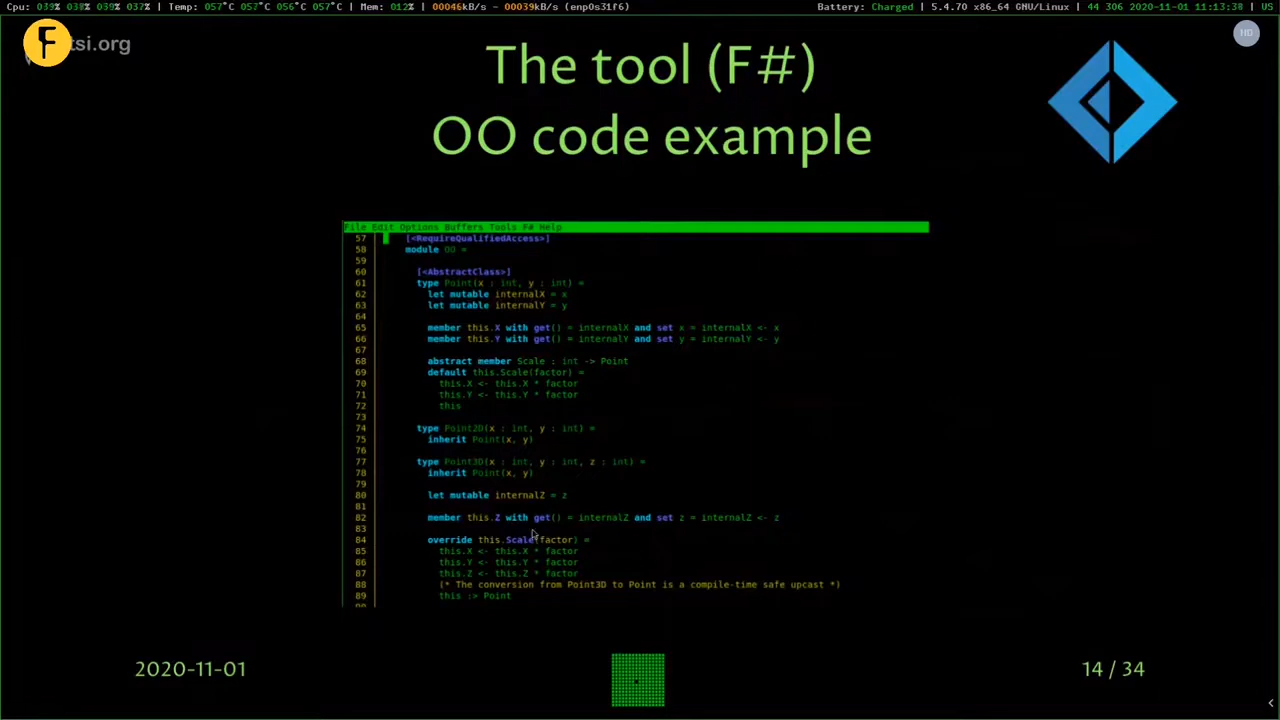 Cpu: 039% 038% 039% 037% | Temp: 057°C 057°C 056°C 057°C | Mem: 012% | 00046kB/s - 00039kB/s (enp0s31f6)
Battery: Charged | 5.4.70 x86_64 GNU/Linux | 44 306 2020-11-01 11:13:38 | US
tsi.org
HD
The tool (F#)
OO code example
File Edit Options Buffers Tools F# Help
57 [<RequireQualifiedAccess>]
58 module OO =
59
60 [<AbstractClass>]
61 type Point(x : int, y : int) =
62 let mutable internalX = x
63 let mutable internalY = y
64
65 member this.X with get() = internalX and set x = internalX <- x
66 member this.Y with get() = internalY and set y = internalY <- y
67
68 abstract member Scale : int -> Point
69 default this.Scale(factor) =
70 this.X <- this.X * factor
71 this.Y <- this.Y * factor
72 this
73
74 type Point2D(x : int, y : int) =
75 inherit Point(x, y)
76
77 type Point3D(x : int, y : int, z : int) =
78 inherit Point(x, y)
79
80 let mutable internalZ = z
81
82 member this.Z with get() = internalZ and set z = internalZ <- z
83
84 override this.Scale(factor) =
85 this.X <- this.X * factor
86 this.Y <- this.Y * factor
87 this.Z <- this.Z * factor
88 (* The conversion from Point3D to Point is a compile-time safe upcast *)
89 this :> Point
2020-11-01
14 / 34